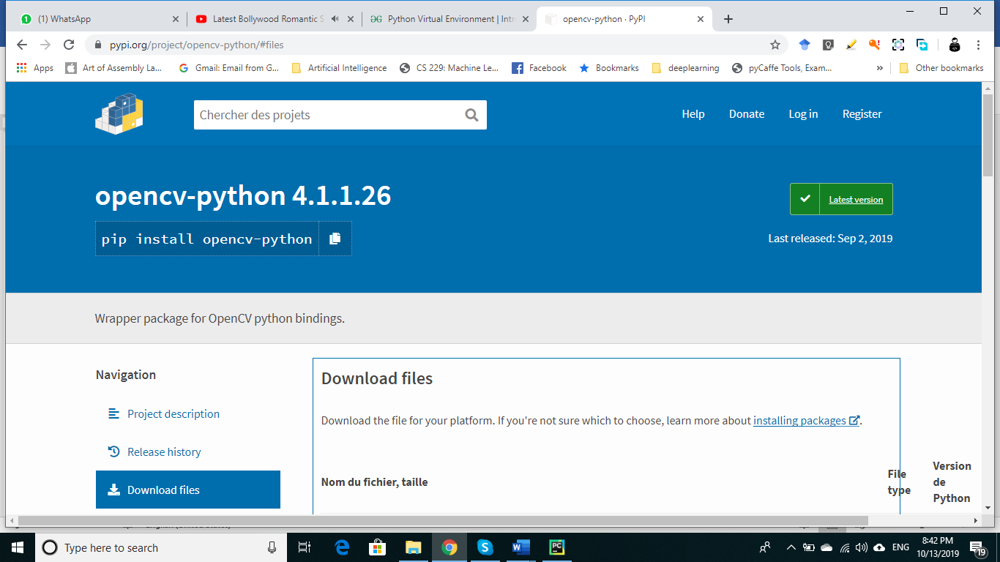 (1) WhatsApp
Latest Bollywood Romantic S
Python Virtual Environment | Intr
opencv-python · PyPI
pypi.org/project/opencv-python/#files
Apps
Art of Assembly La...
Gmail: Email from G...
Artificial Intelligence
CS 229: Machine Le...
Facebook
Bookmarks
deeplearning
pyCaffe Tools, Exam...
»
Other bookmarks
Chercher des projets
Help
Donate
Log in
Register
opencv-python 4.1.1.26
Latest version
pip install opencv-python
Last released: Sep 2, 2019
Wrapper package for OpenCV python bindings.
Navigation
Project description
Release history
Download files
Download files
Download the file for your platform. If you're not sure which to choose, learn more about installing packages.
Nom du fichier, taille
File
type
Version
de
Python
Type here to search
ENG
8:42 PM
10/13/2019
19